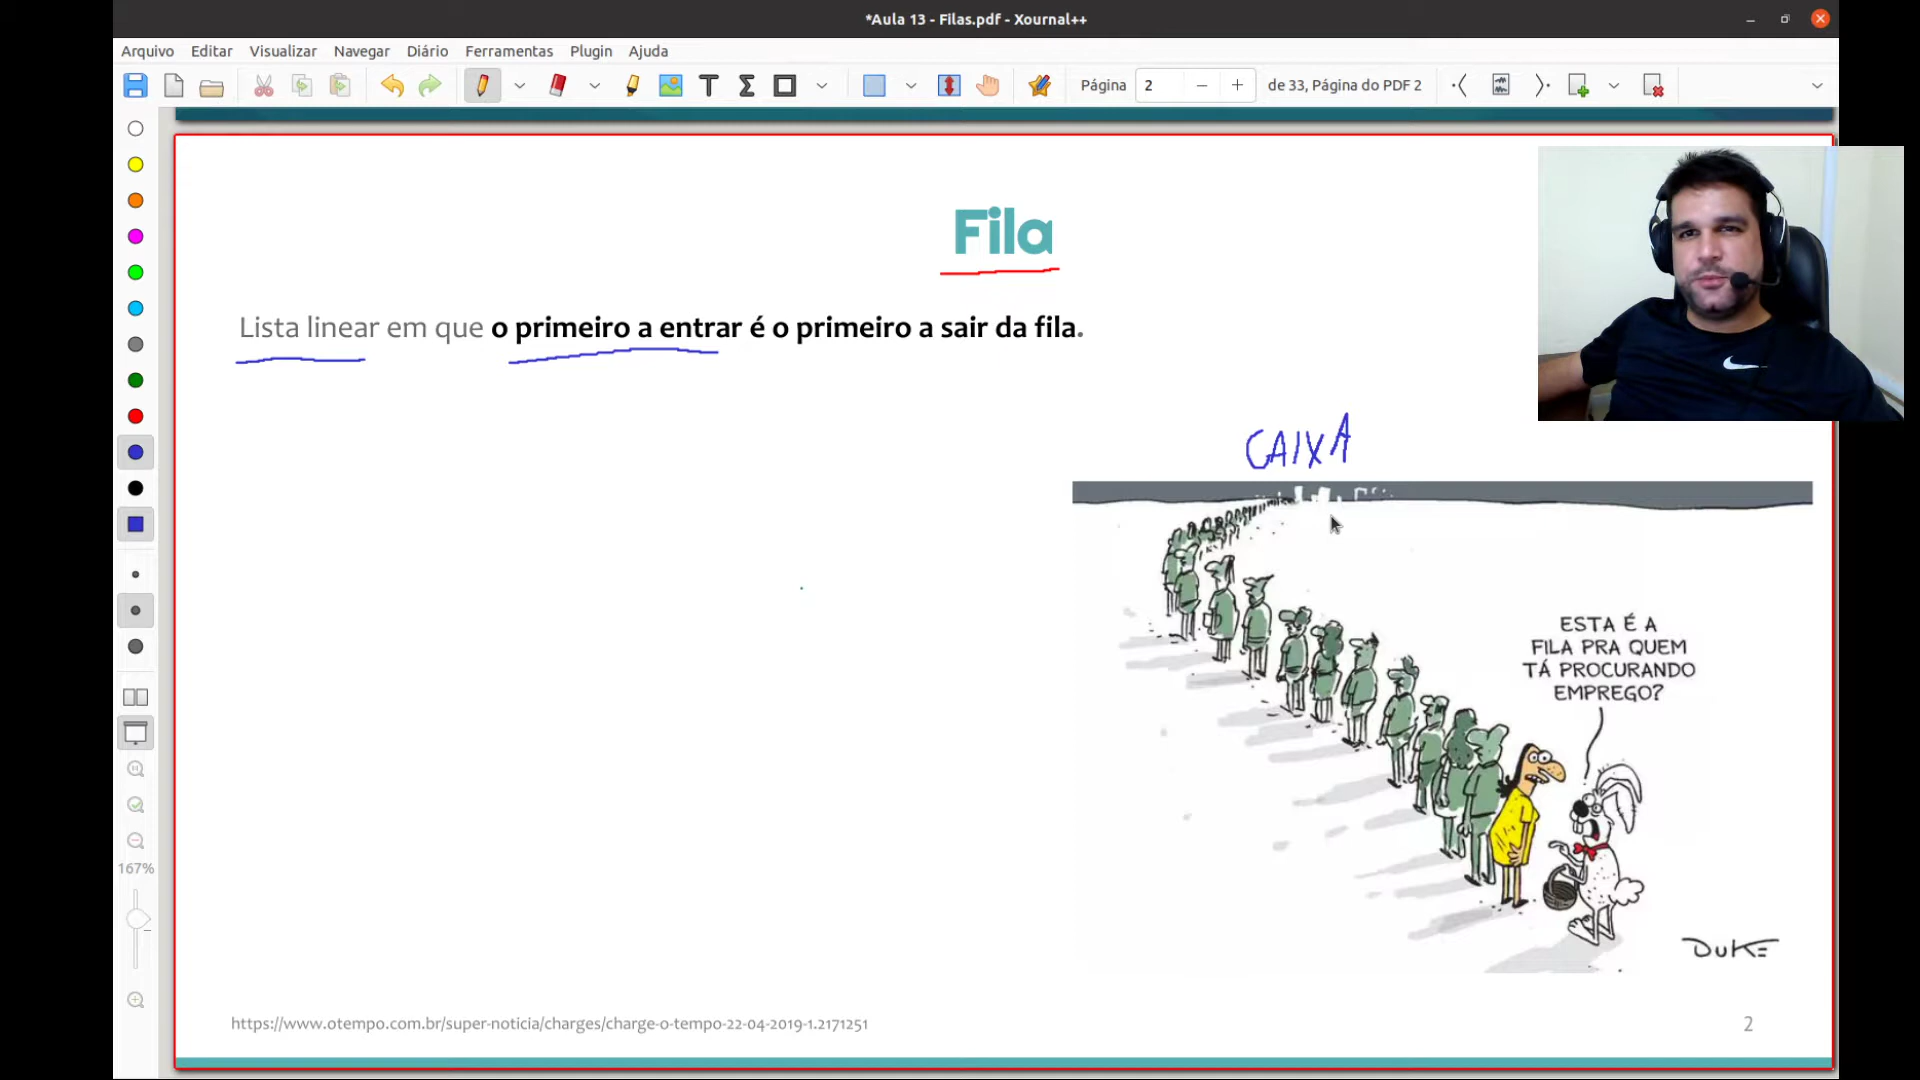 *Aula 13 - Filas.pdf - Xournal++
Arquivo Editar Visualizar Navegar Diário Ferramentas Plugin Ajuda
Página 2 de 33, Página do PDF 2
Fila
Lista linear em que o primeiro a entrar é o primeiro a sair da fila.
CAIXA
ESTA É A
FILA PRA QUEM
TÁ PROCURANDO
EMPREGO?
DUKE
167%
https://www.otempo.com.br/super-noticia/charges/charge-o-tempo-22-04-2019-1.2171251
2